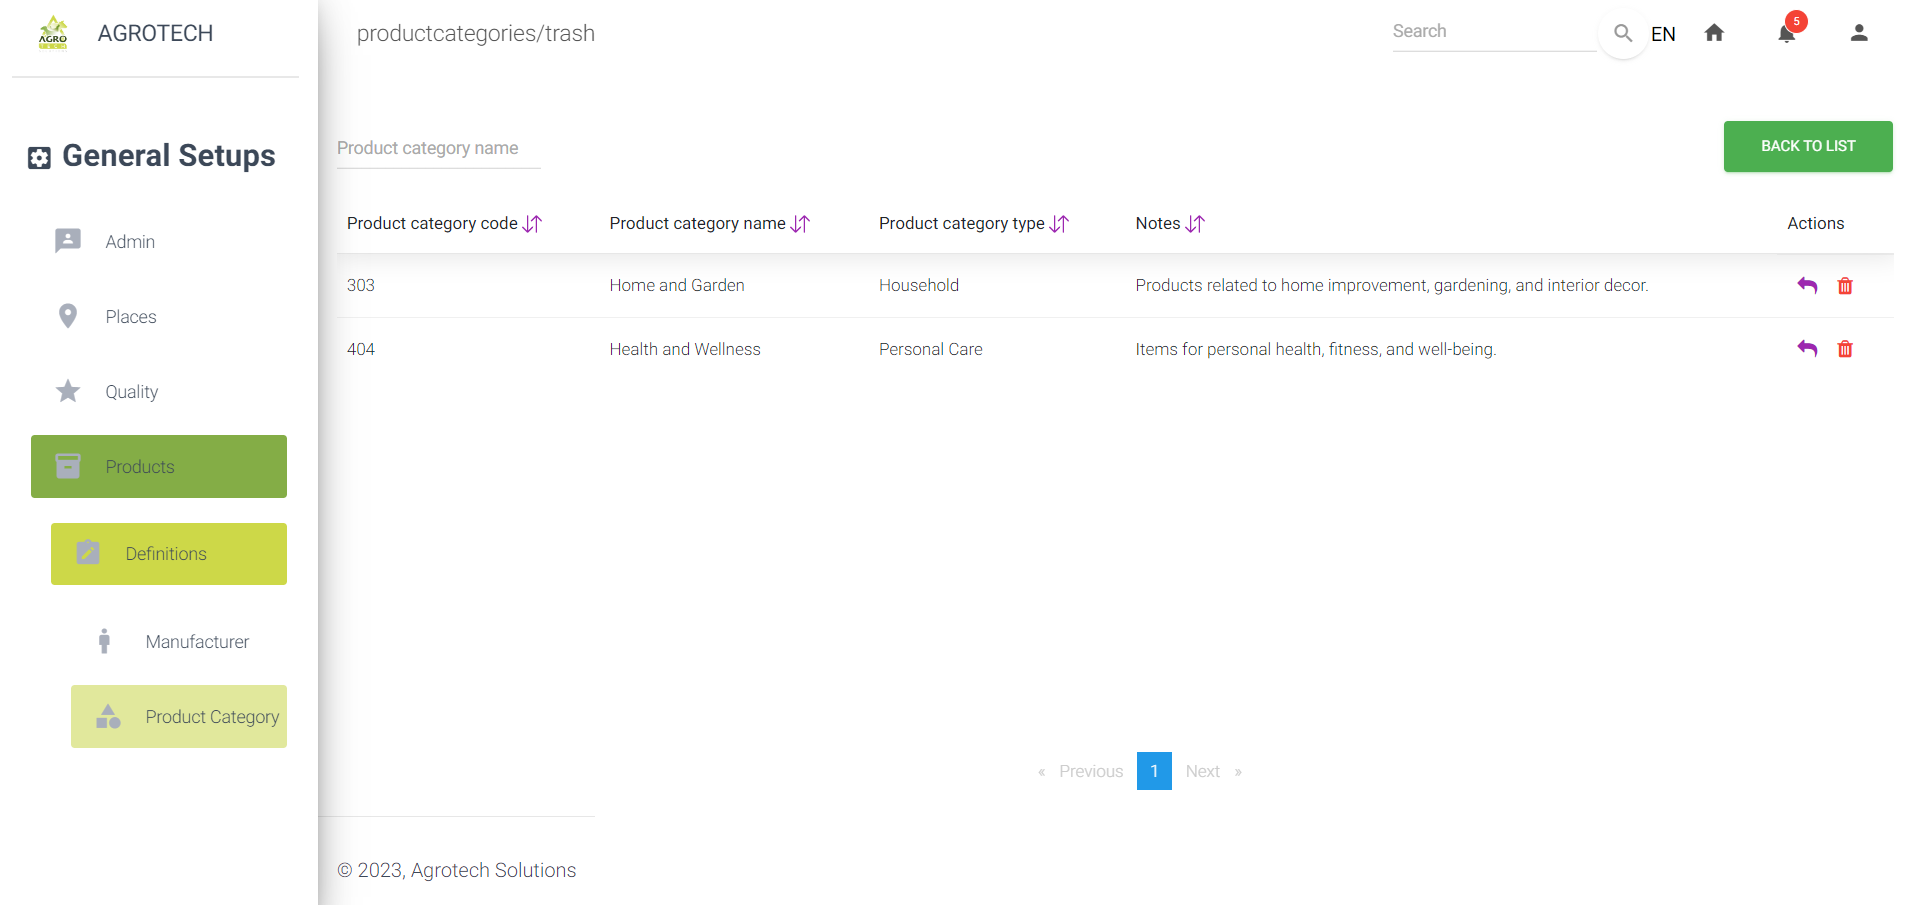 AGRO
TECH
AGROTECH
productcategories/trash
Search
EN
5
General Setups
Admin
Places
Quality
Products
Definitions
Manufacturer
Product Category
Product category name
BACK TO LIST
Product category code Product category name Product category type Notes Actions
303 Home and Garden Household Products related to home improvement, gardening, and interior decor.
404 Health and Wellness Personal Care Items for personal health, fitness, and well-being.
« Previous 1 Next »
© 2023, Agrotech Solutions